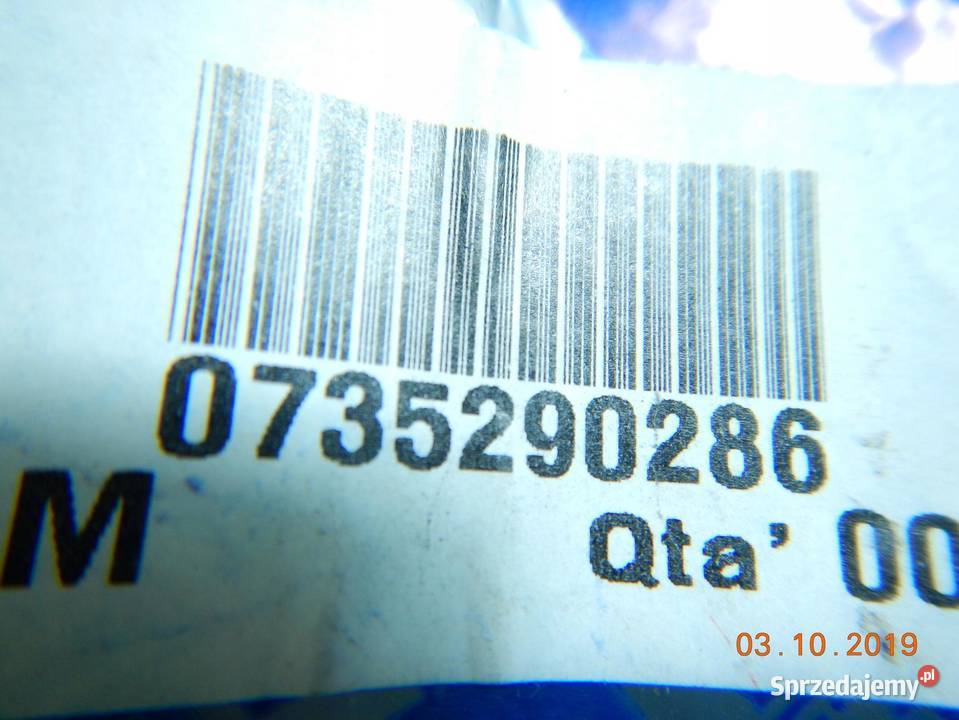 0735290286
M
Qta' 00
03.10.2019
Sprzedajemy.pl